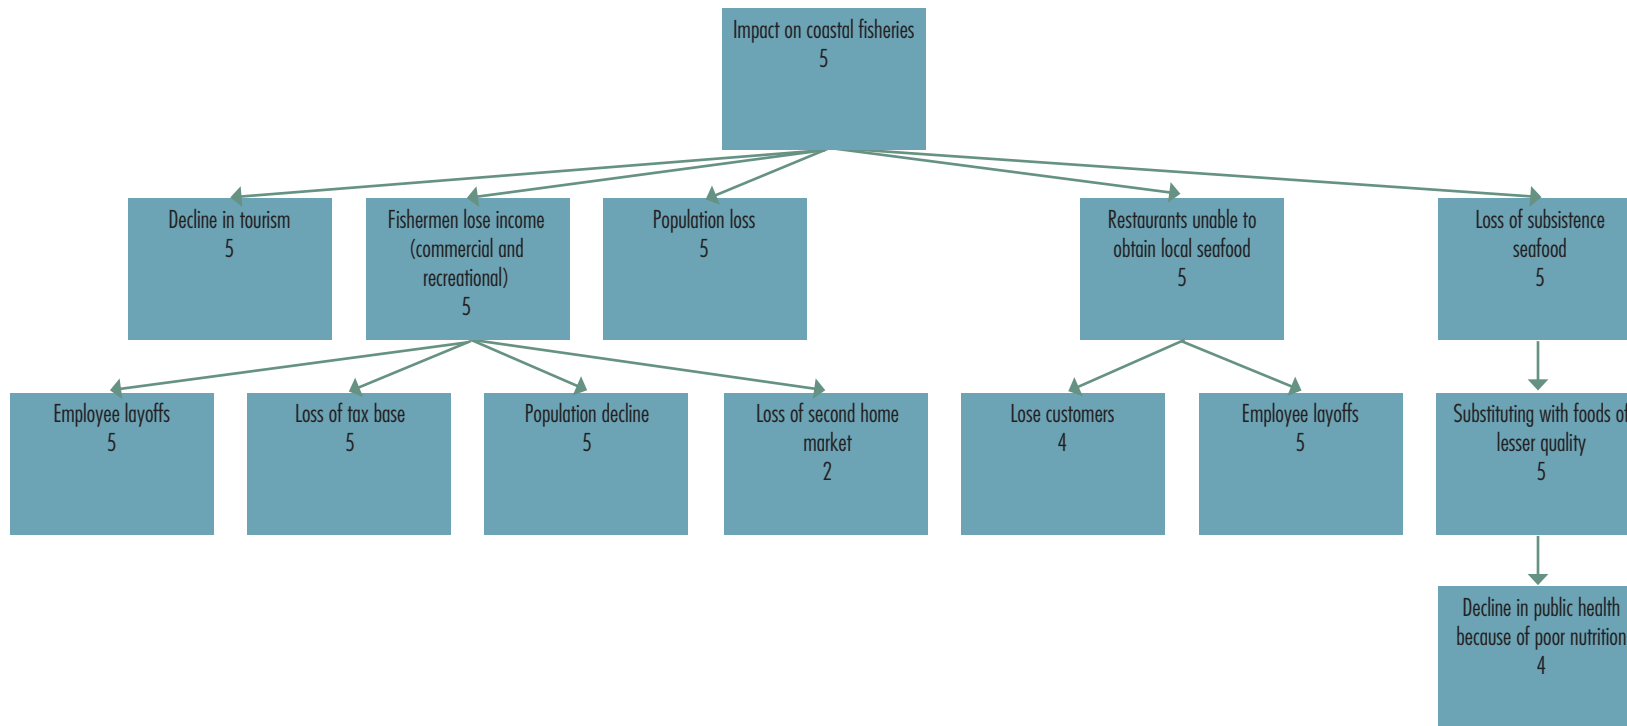 Impact on coastal fisheries
5
Decline in tourism
5
Fishermen lose income
(commercial and
recreational)
5
Population loss
5
Restaurants unable to
obtain local seafood
5
Loss of subsistence
seafood
5
Employee layoffs
5
Loss of tax base
5
Population decline
5
Loss of second home
market
2
Lose customers
4
Employee layoffs
5
Substituting with foods of
lesser quality
5
Decline in public health
because of poor nutrition
4